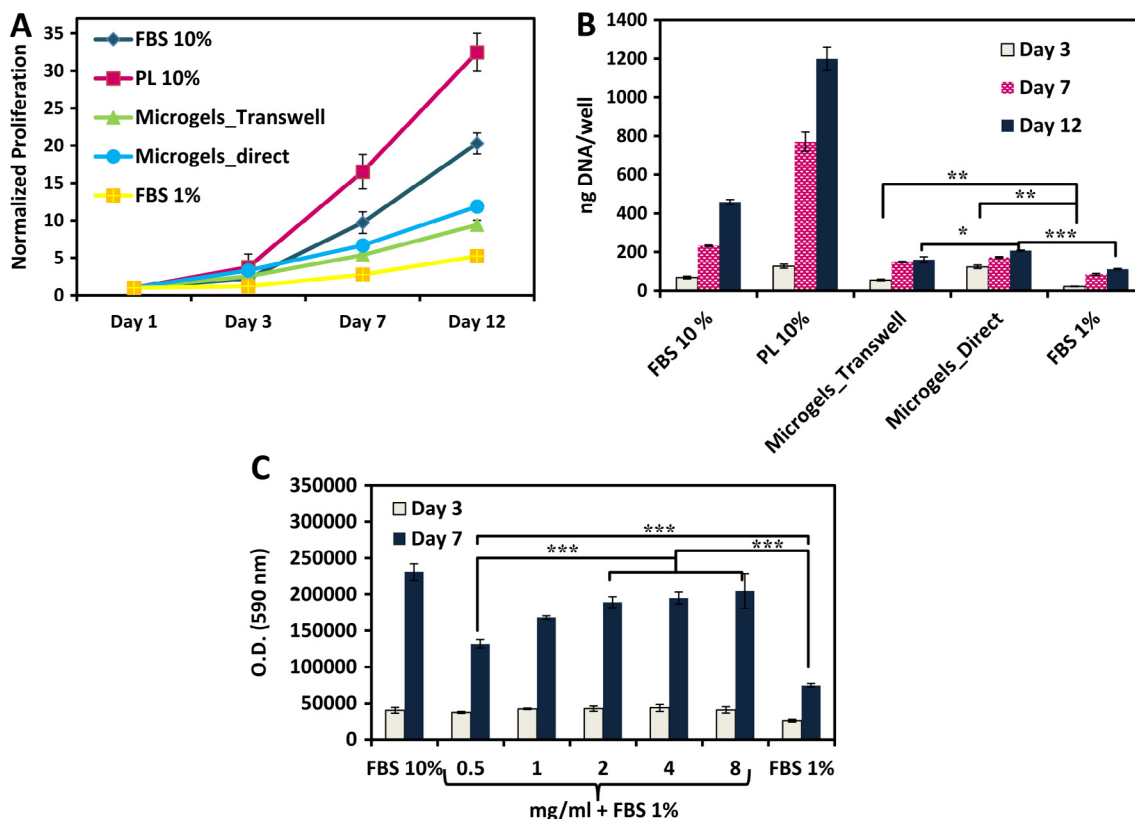 A
Normalized Proliferation
35
30
25
20
15
10
5
0
FBS 10%
PL 10%
Microgels_Transwell
Microgels_direct
FBS 1%
Day 1 Day 3 Day 7 Day 12
B
ng DNA/well
1400
1200
1000
800
600
400
200
0
Day 3
Day 7
Day 12
**
**
* ***
FBS 10 % PL 10% Microgels_Transwell Microgels_Direct FBS 1%
C
O.D. (590 nm)
350000
300000
250000
200000
150000
100000
50000
0
Day 3
Day 7
***
*** ***
FBS 10% 0.5 1 2 4 8 FBS 1%
mg/ml + FBS 1%